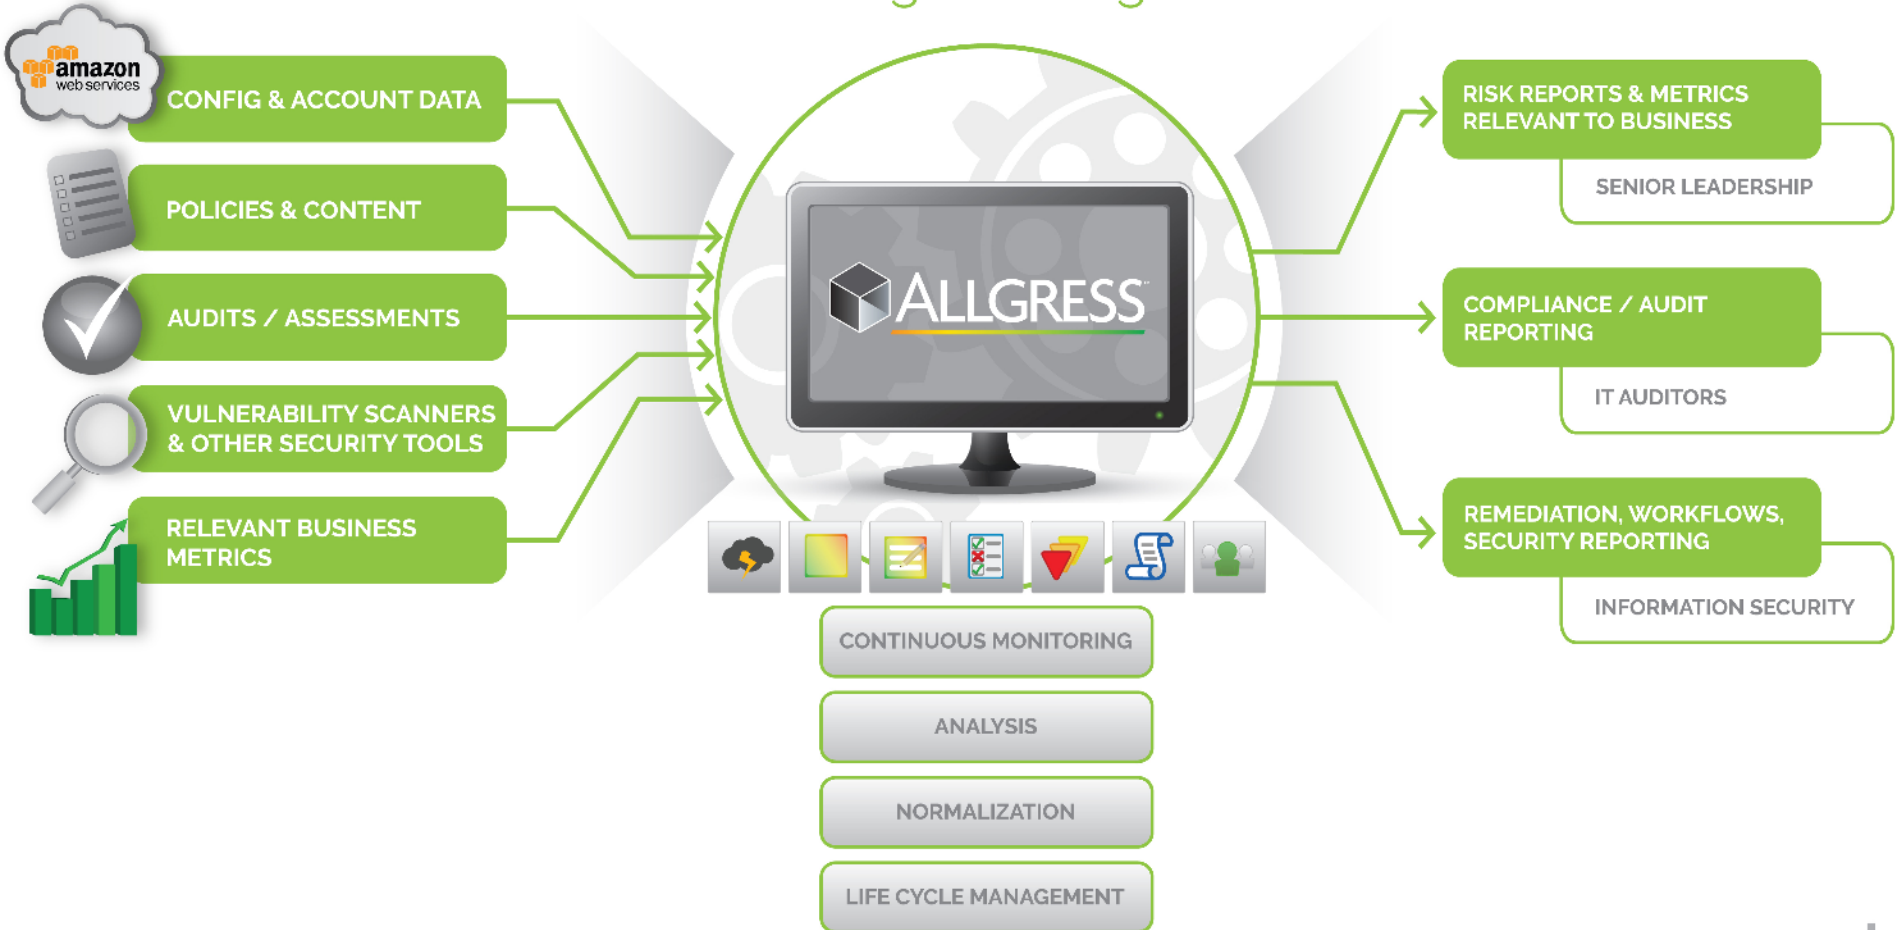 amazon
web services
CONFIG & ACCOUNT DATA
POLICIES & CONTENT
AUDITS / ASSESSMENTS
VULNERABILITY SCANNERS
& OTHER SECURITY TOOLS
RELEVANT BUSINESS
METRICS
ALLGRESS
CONTINUOUS MONITORING
ANALYSIS
NORMALIZATION
LIFE CYCLE MANAGEMENT
RISK REPORTS & METRICS
RELEVANT TO BUSINESS
SENIOR LEADERSHIP
COMPLIANCE / AUDIT
REPORTING
IT AUDITORS
REMEDIATION, WORKFLOWS,
SECURITY REPORTING
INFORMATION SECURITY